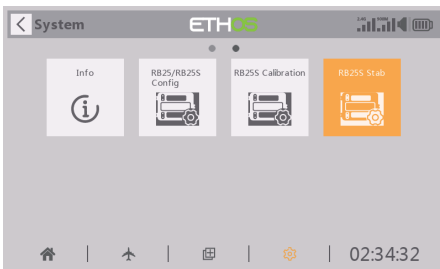 System
ETHOS
Info
RB25/RB25S
Config
RB25S Calibration
RB25S Stab
02:34:32